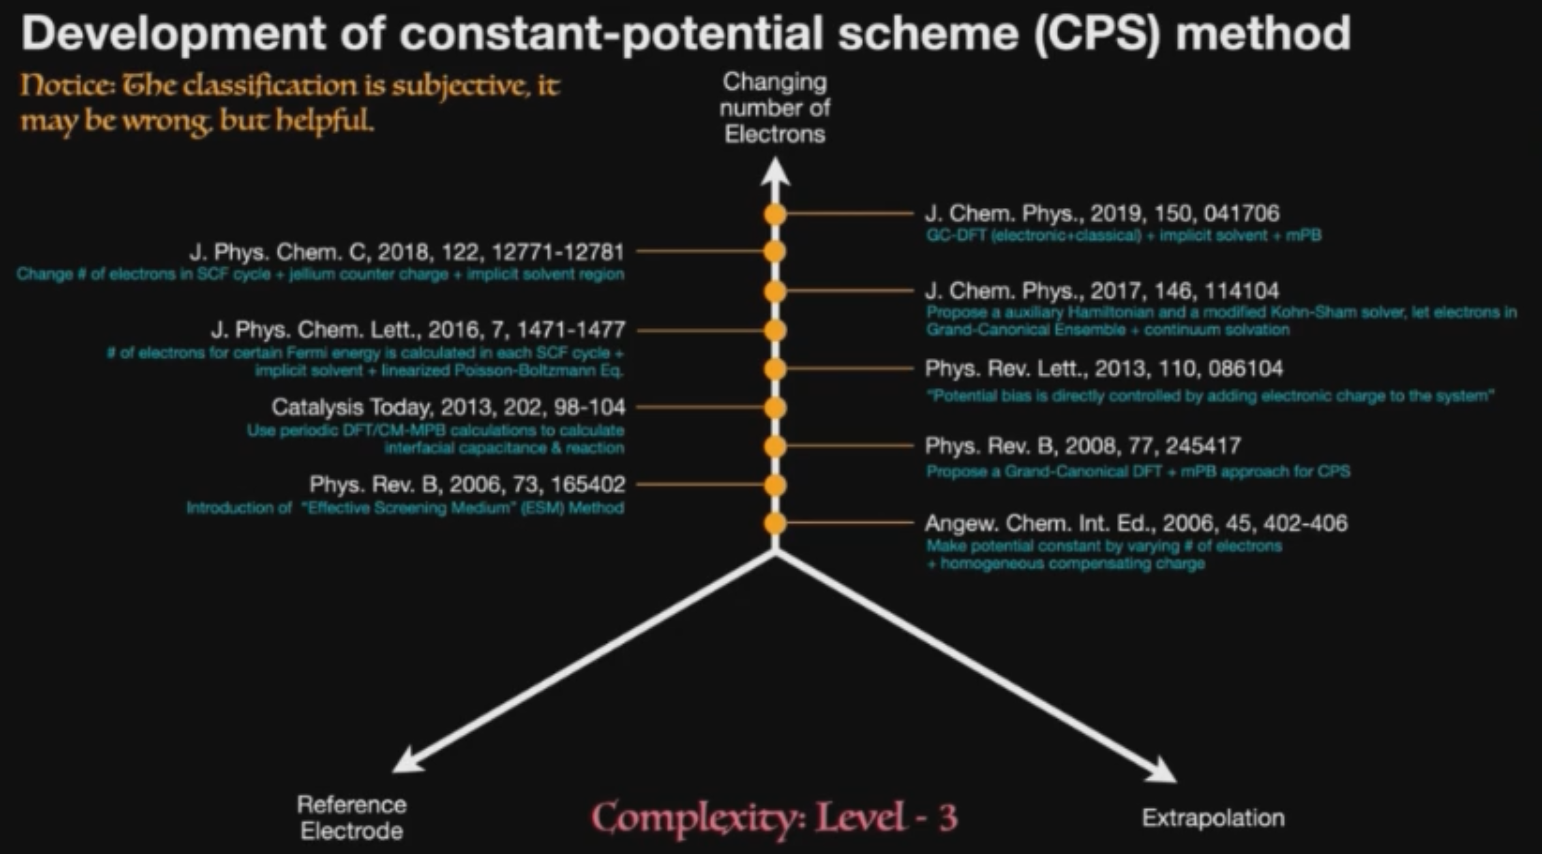 Development of constant-potential scheme (CPS) method
Notice: The classification is subjective, it
may be wrong, but helpful.
Changing
number of
Electrons
J. Chem. Phys., 2019, 150, 041706
GC-DFT (electronic+classical) + implicit solvent + mPB
J. Phys. Chem. C, 2018, 122, 12771-12781
Change # of electrons in SCF cycle + jellium counter charge + implicit solvent region
J. Chem. Phys., 2017, 146, 114104
Propose a auxiliary Hamiltonian and a modified Kohn-Sham solver, let electrons in
Grand-Canonical Ensemble + continuum solvation
J. Phys. Chem. Lett., 2016, 7, 1471-1477
# of electrons for certain Fermi energy is calculated in each SCF cycle +
implicit solvent + linearized Poisson-Boltzmann Eq.
Phys. Rev. Lett., 2013, 110, 086104
"Potential bias is directly controlled by adding electronic charge to the system"
Catalysis Today, 2013, 202, 98-104
Use periodic DFT/CM-MPB calculations to calculate
interfacial capacitance & reaction
Phys. Rev. B, 2008, 77, 245417
Propose a Grand-Canonical DFT + mPB approach for CPS
Phys. Rev. B, 2006, 73, 165402
Introduction of "Effective Screening Medium" (ESM) Method
Angew. Chem. Int. Ed., 2006, 45, 402-406
Make potential constant by varying # of electrons
+ homogeneous compensating charge
Reference
Electrode
Complexity: Level - 3
Extrapolation